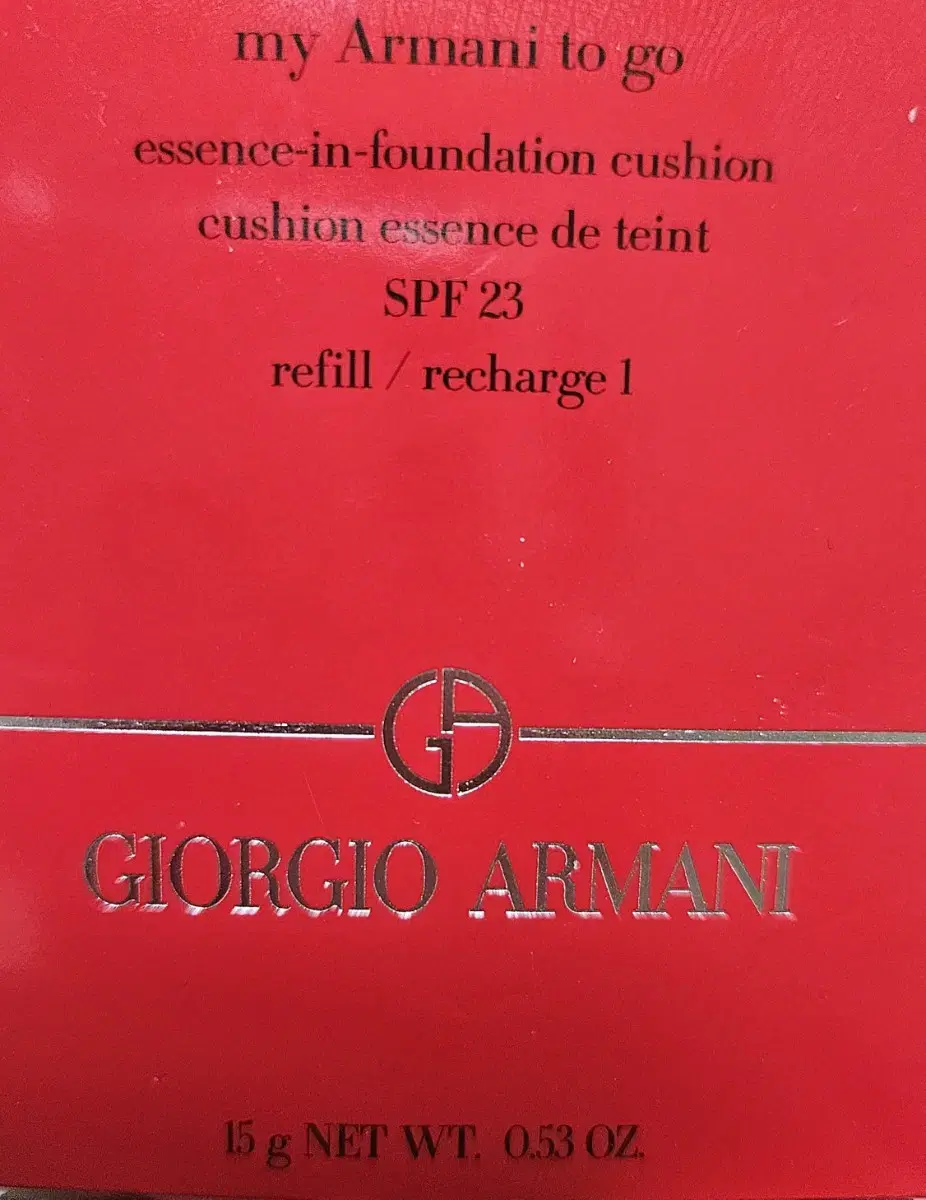 my Armani to go
essence-in-foundation cushion
cushion essence de teint
SPF 23
refill / recharge 1
GA
GIORGIO ARMANI
15 g NET WT. 0.53 OZ.